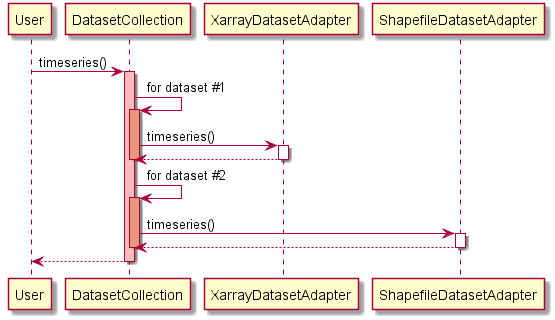 User DatasetCollection XarrayDatasetAdapter ShapefileDatasetAdapter
timeseries()
for dataset #1
timeseries()
for dataset #2
timeseries()
User DatasetCollection XarrayDatasetAdapter ShapefileDatasetAdapter